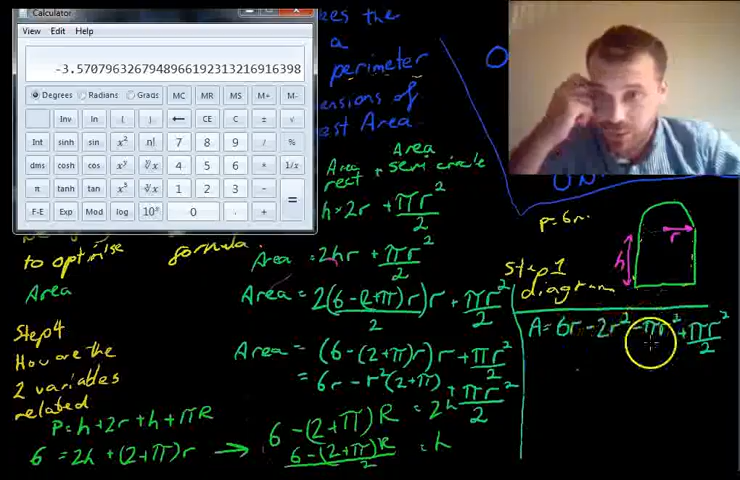 Calculator
View Edit Help
-3.5707963267948966192313216916398
Degrees Radians Grads MC MR MS M+ M-
Inv ln ( ) ← CE C ± √
Int sinh sin x² n! 7 8 9 / %
dms cosh cos xʸ ʸ√x 4 5 6 * 1/x
π tanh tan x³ ³√x 1 2 3 - =
F-E Exp Mod log 10ˣ 0 . +
the
a
perimeter
of
Area
Area rect + Area semi circle
h × 2r + πr²/2
to optimise formula.
Area
Area = 2hr + πr²/2
Area = 2(6-(2+π)r)r/2 + πr²/2
Area = (6-(2+π)r)r + πr²/2
= 6r - r²(2+π) + πr²/2
Step 4
How are the
2 variables
related
P = h + 2r + h + πR
6 = 2h + (2+π)r → 6-(2+π)R = 2h
6-(2+π)R/2 = h
P=6m
h
r
Step 1
diagram
A = 6r - 2r² - πr² + πr²/2